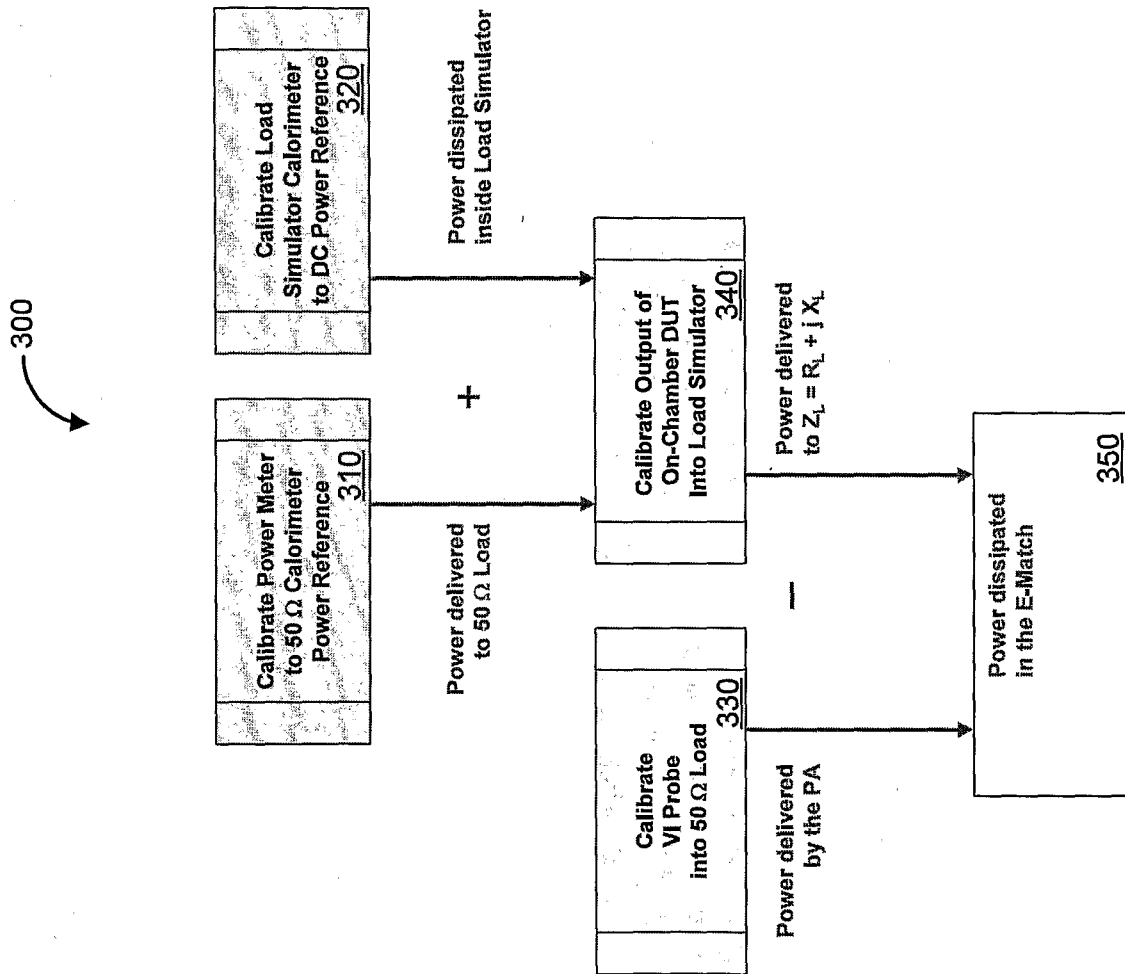 300
Calibrate Power Meter
to 50 Ω Calorimeter
Power Reference
310
Calibrate Load
Simulator Calorimeter
to DC Power Reference
320
Power delivered
to 50 Ω Load
+
Power dissipated
inside Load Simulator
Calibrate
VI Probe
into 50 Ω Load
330
Calibrate Output of
On-Chamber DUT
Into Load Simulator
340
Power delivered
by the PA
–
Power delivered
to Z_L = R_L + j X_L
Power dissipated
in the E-Match
350